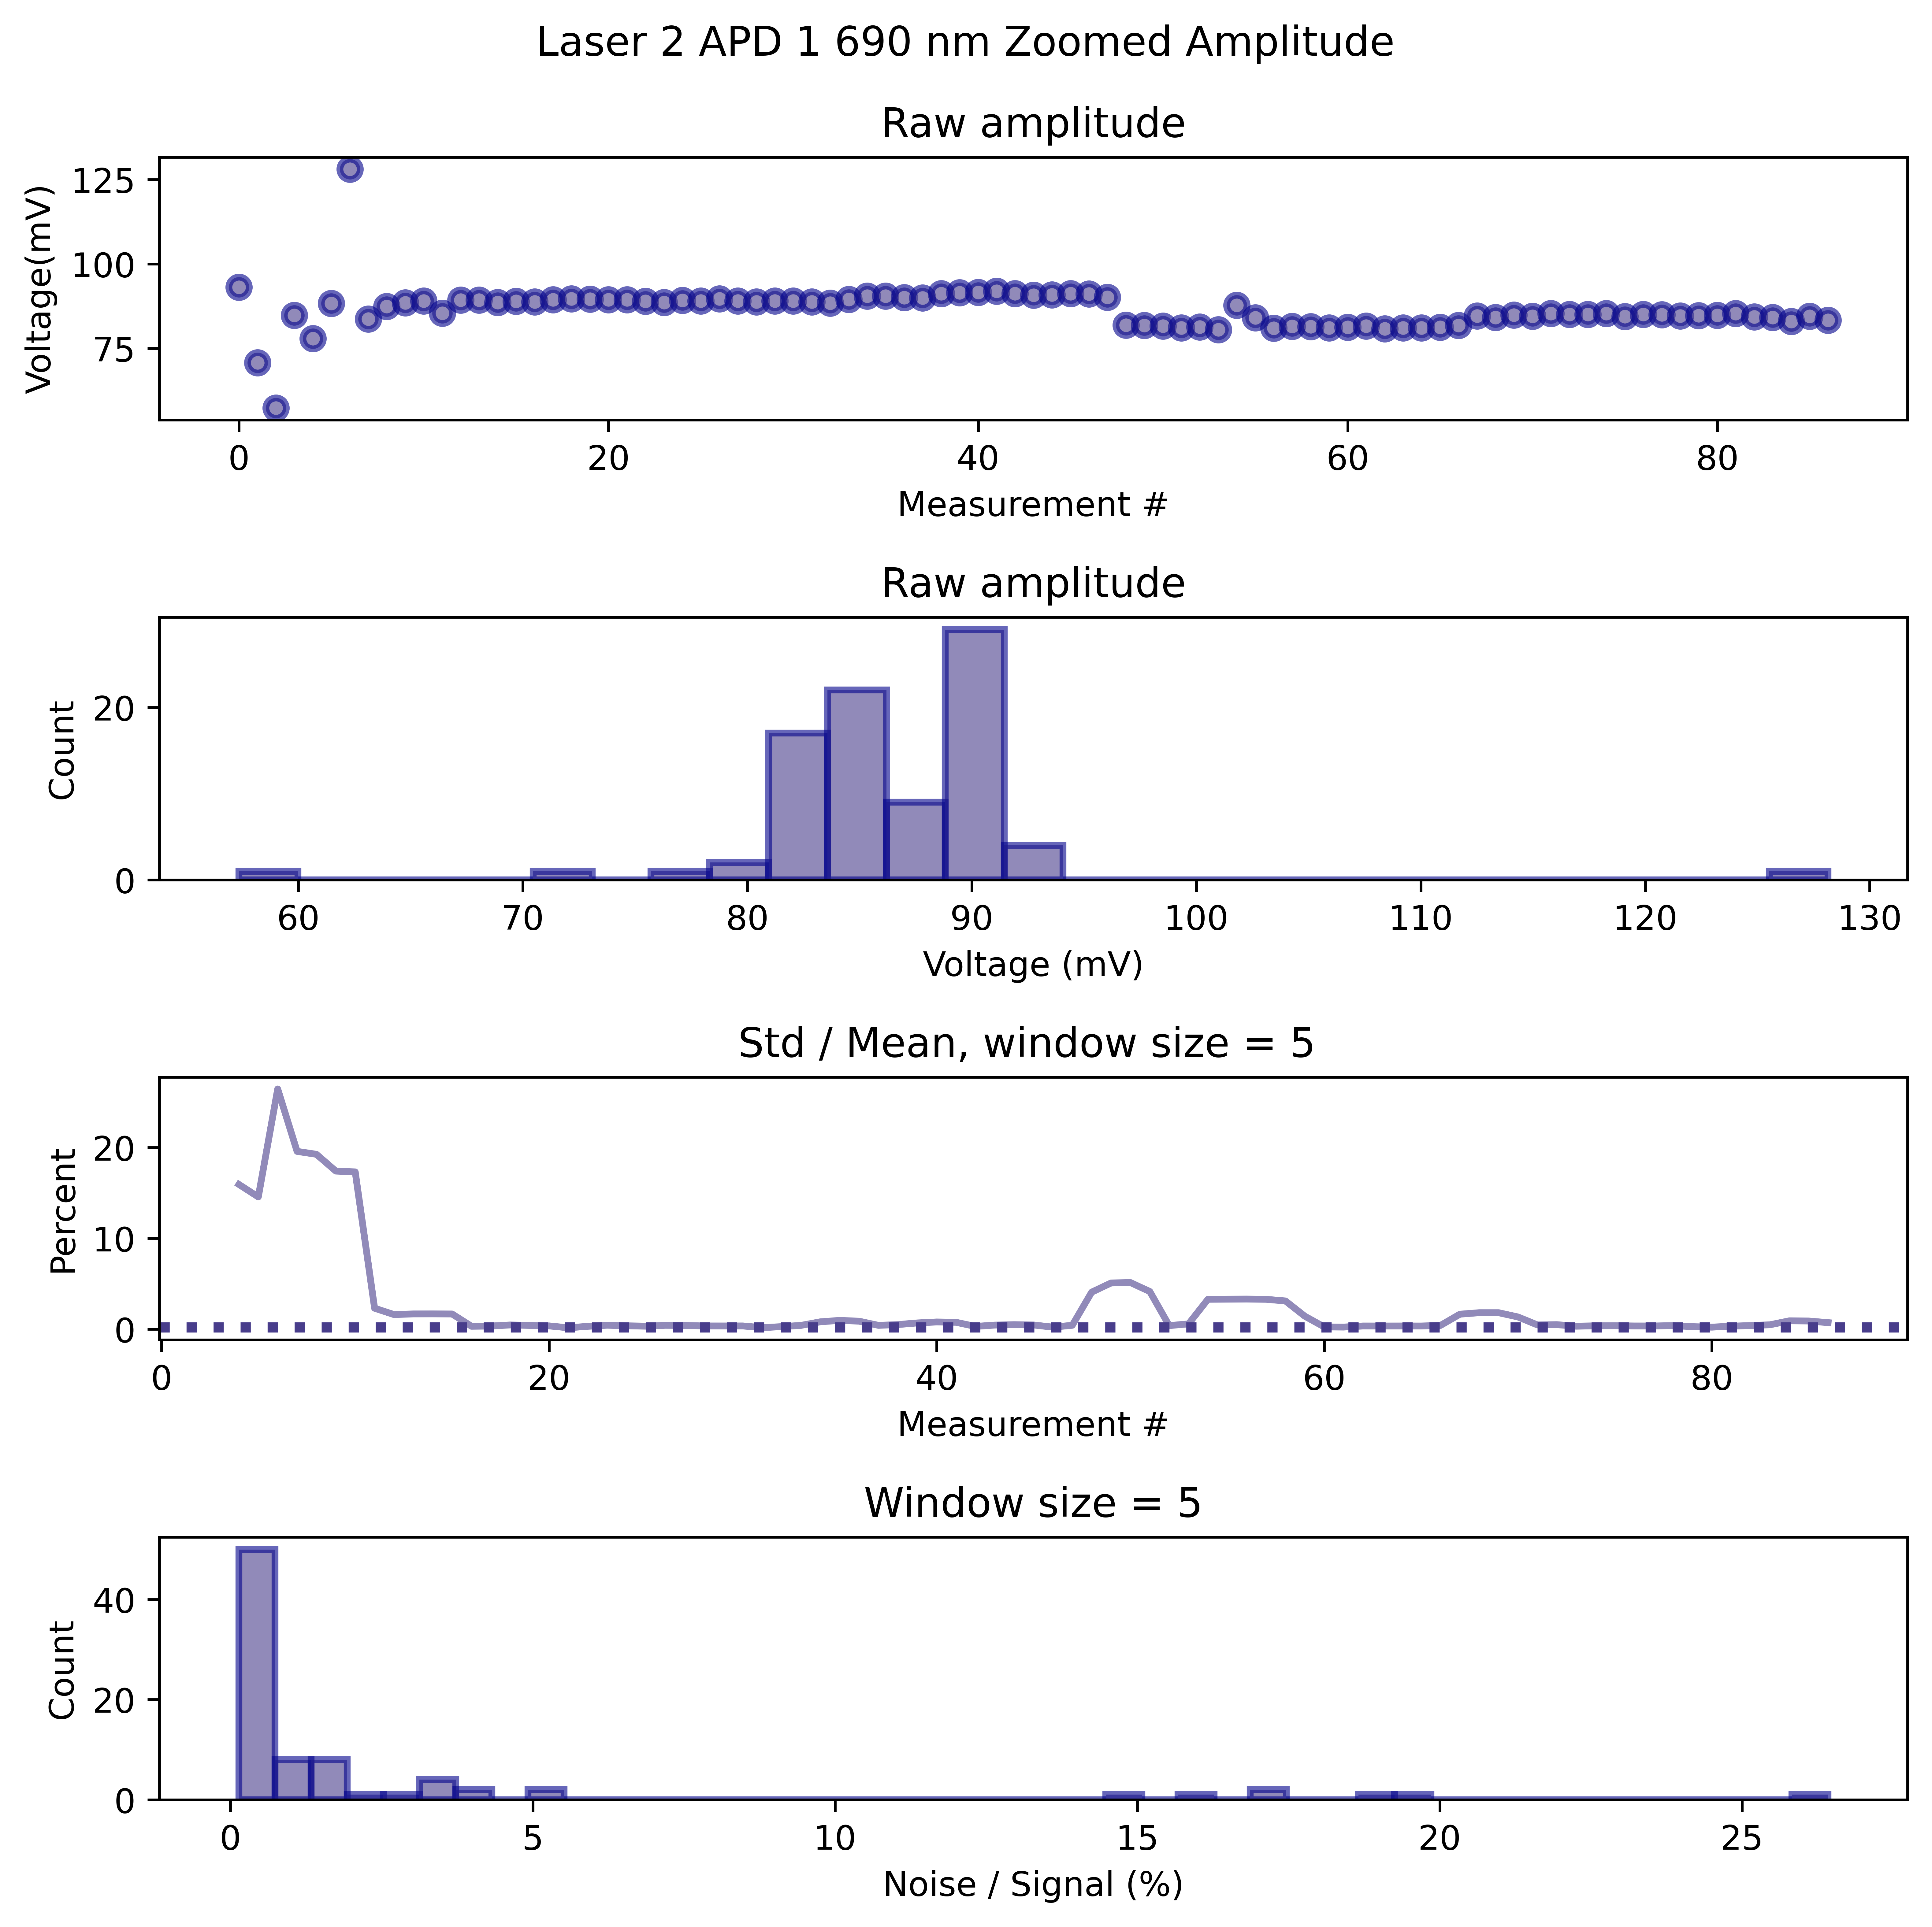 Laser 2 APD 1 690 nm Zoomed Amplitude
Raw amplitude
Voltage(mV)
125
100
75
0 20 40 60 80
Measurement #
Raw amplitude
Count
20
0
60 70 80 90 100 110 120 130
Voltage (mV)
Std / Mean, window size = 5
Percent
20
10
0
0 20 40 60 80
Measurement #
Window size = 5
Count
40
20
0
0 5 10 15 20 25
Noise / Signal (%)